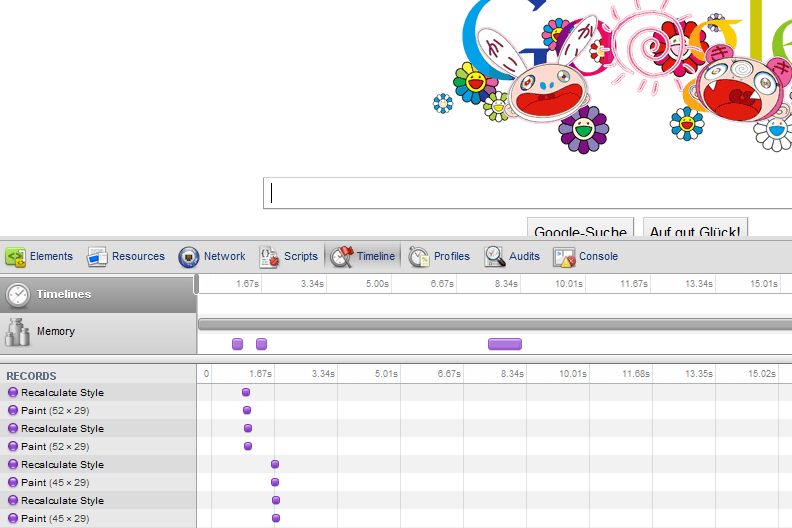 Google
Google-Suche Auf gut Glück!
Elements Resources Network Scripts Timeline Profiles Audits Console
Timelines 1.67s 3.34s 5.00s 6.67s 8.34s 10.01s 11.67s 13.34s 15.01s
Memory
RECORDS 0 1.67s 3.34s 5.01s 6.67s 8.34s 10.01s 11.68s 13.35s 15.02s
Recalculate Style
Paint (52 × 29)
Recalculate Style
Paint (52 × 29)
Recalculate Style
Paint (45 × 29)
Recalculate Style
Paint (45 × 29)